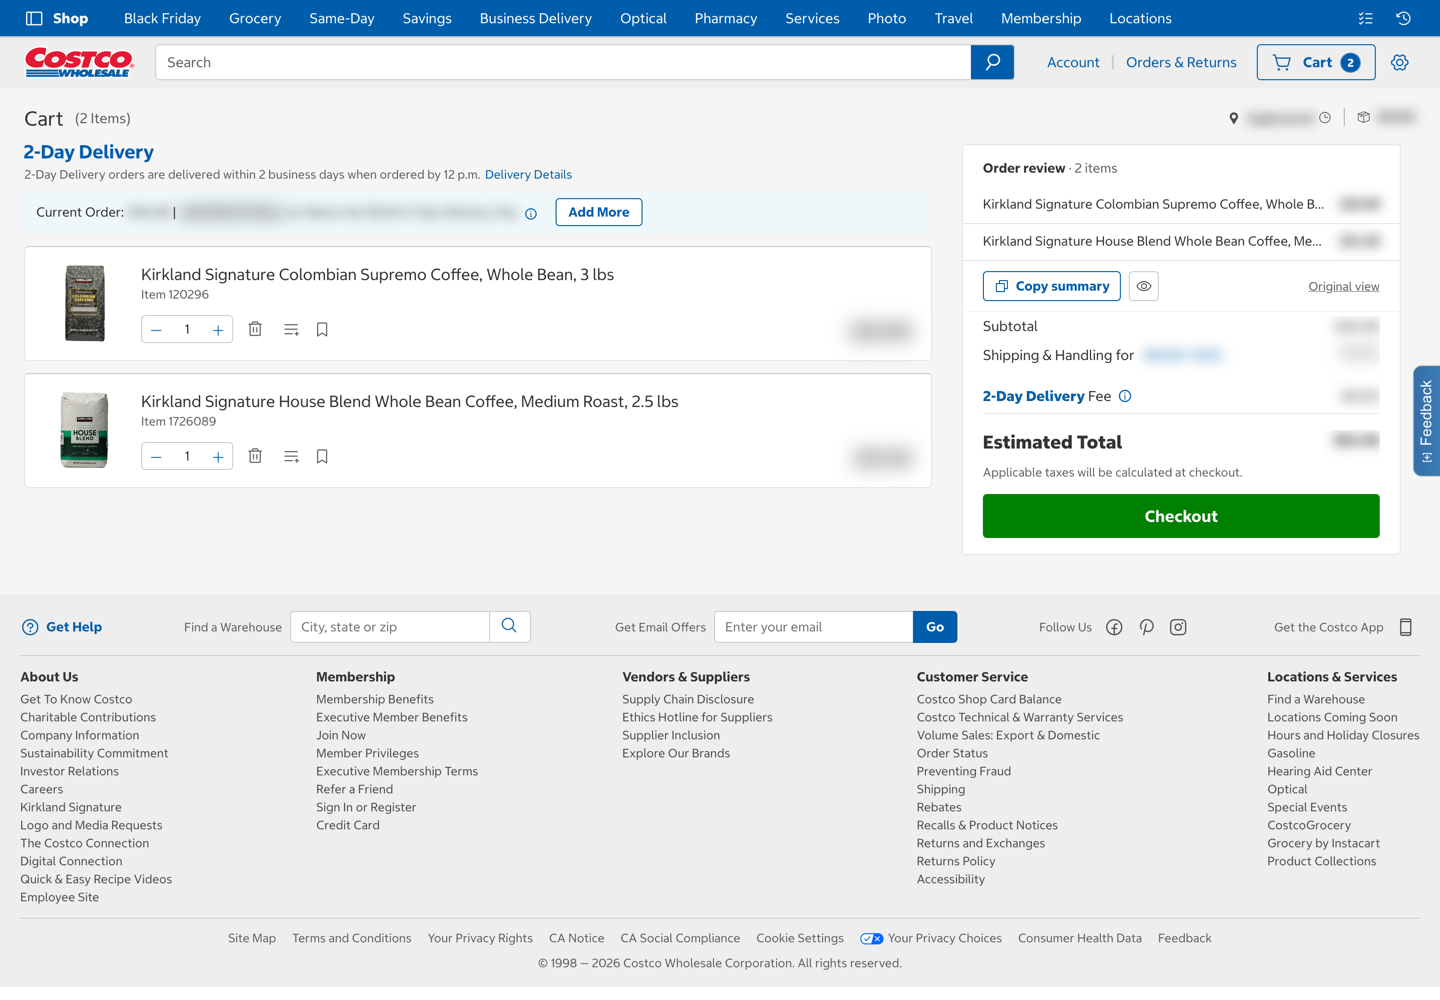 Shop
Black Friday
Grocery
Same-Day
Savings
Business Delivery
Optical
Pharmacy
Services
Photo
Travel
Membership
Locations
COSTCO
WHOLESALE
Search
Account
Orders & Returns
Cart 2
Cart (2 Items)
2-Day Delivery
2-Day Delivery orders are delivered within 2 business days when ordered by 12 p.m. Delivery Details
Current Order: |
Add More
Kirkland Signature Colombian Supremo Coffee, Whole Bean, 3 lbs
Item 120296
1
Kirkland Signature House Blend Whole Bean Coffee, Medium Roast, 2.5 lbs
Item 1726089
HOUSE
BLEND
1
Order review · 2 items
Kirkland Signature Colombian Supremo Coffee, Whole B...
Kirkland Signature House Blend Whole Bean Coffee, Me...
Copy summary
Original view
Subtotal
Shipping & Handling for
2-Day Delivery Fee
Estimated Total
Applicable taxes will be calculated at checkout.
Checkout
[+] Feedback
Get Help
Find a Warehouse
City, state or zip
Get Email Offers
Enter your email
Go
Follow Us
Get the Costco App
About Us
Get To Know Costco
Charitable Contributions
Company Information
Sustainability Commitment
Investor Relations
Careers
Kirkland Signature
Logo and Media Requests
The Costco Connection
Digital Connection
Quick & Easy Recipe Videos
Employee Site
Membership
Membership Benefits
Executive Member Benefits
Join Now
Member Privileges
Executive Membership Terms
Refer a Friend
Sign In or Register
Credit Card
Vendors & Suppliers
Supply Chain Disclosure
Ethics Hotline for Suppliers
Supplier Inclusion
Explore Our Brands
Customer Service
Costco Shop Card Balance
Costco Technical & Warranty Services
Volume Sales: Export & Domestic
Order Status
Preventing Fraud
Shipping
Rebates
Recalls & Product Notices
Returns and Exchanges
Returns Policy
Accessibility
Locations & Services
Find a Warehouse
Locations Coming Soon
Hours and Holiday Closures
Gasoline
Hearing Aid Center
Optical
Special Events
CostcoGrocery
Grocery by Instacart
Product Collections
Site Map
Terms and Conditions
Your Privacy Rights
CA Notice
CA Social Compliance
Cookie Settings
Your Privacy Choices
Consumer Health Data
Feedback
© 1998 — 2026 Costco Wholesale Corporation. All rights reserved.